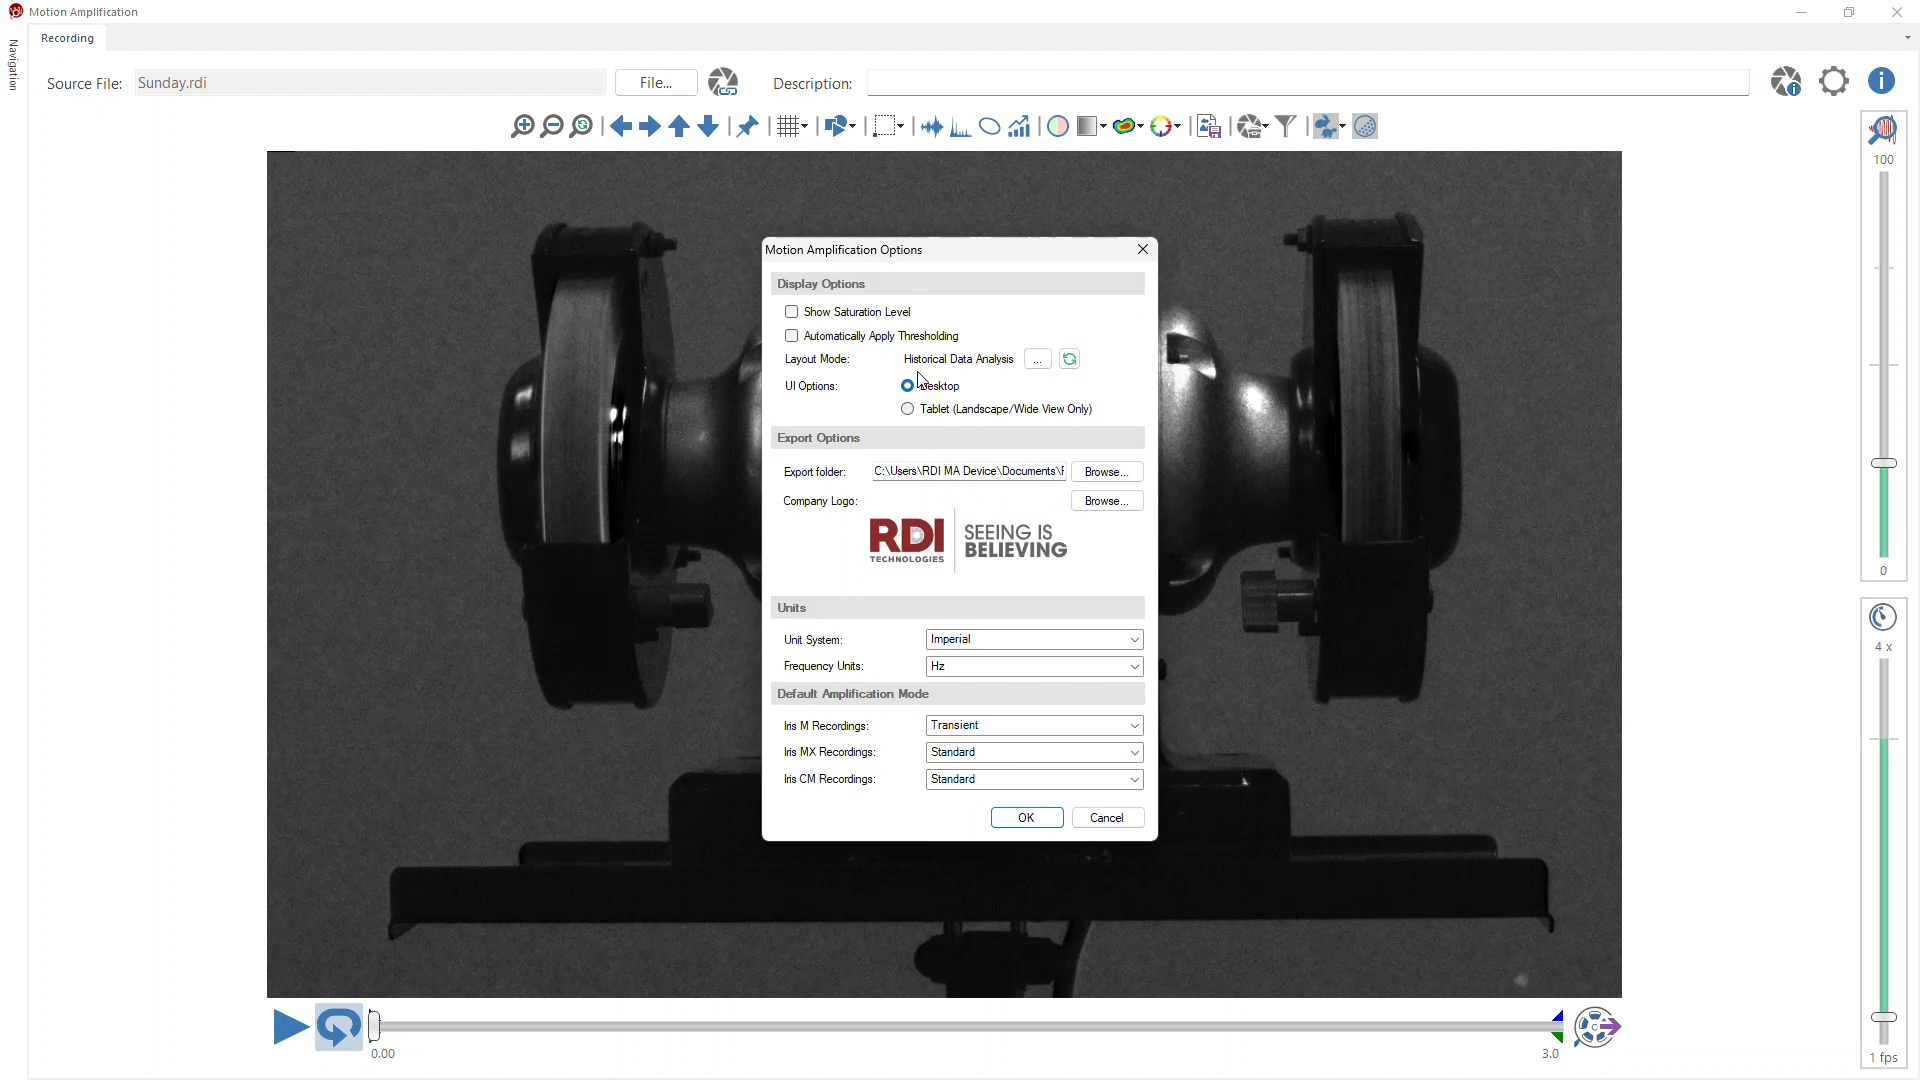 Motion Amplification
Navigation
Recording
Source File: Sunday.rdi File... Description:
i
i
100
0
4 x
1 fps
Motion Amplification Options
Display Options
Show Saturation Level
Automatically Apply Thresholding
Layout Mode: Historical Data Analysis ...
UI Options: Desktop
Tablet (Landscape/Wide View Only)
Export Options
Export folder: C:\Users\RDI MA Device\Documents\ Browse...
Company Logo: Browse...
RDI
TECHNOLOGIES
SEEING IS
BELIEVING
Units
Unit System: Imperial
Frequency Units: Hz
Default Amplification Mode
Iris M Recordings: Transient
Iris MX Recordings: Standard
Iris CM Recordings: Standard
OK Cancel
0.00 3.0